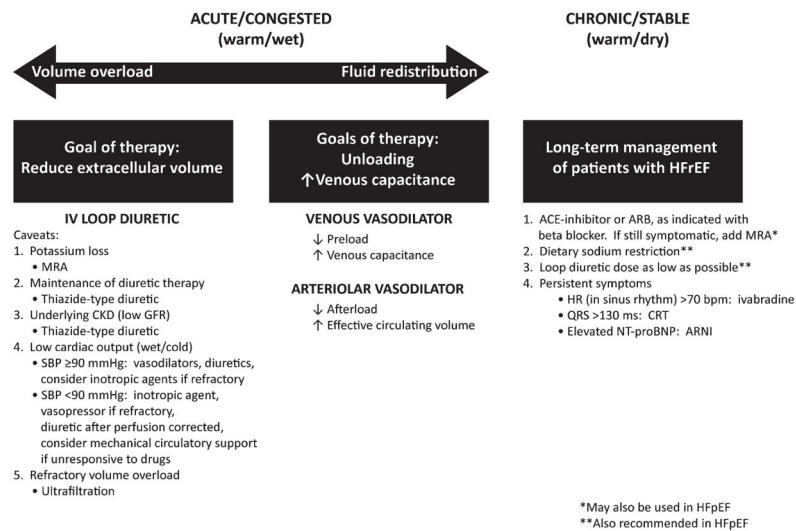 ACUTE/CONGESTED
(warm/wet)
CHRONIC/STABLE
(warm/dry)
Volume overload
Fluid redistribution
Goal of therapy:
Reduce extracellular volume
IV LOOP DIURETIC
Caveats:
1. Potassium loss
• MRA
2. Maintenance of diuretic therapy
• Thiazide-type diuretic
3. Underlying CKD (low GFR)
• Thiazide-type diuretic
4. Low cardiac output (wet/cold)
• SBP ≥90 mmHg: vasodilators, diuretics,
consider inotropic agents if refractory
• SBP <90 mmHg: inotropic agent,
vasopressor if refractory,
diuretic after perfusion corrected,
consider mechanical circulatory support
if unresponsive to drugs
5. Refractory volume overload
• Ultrafiltration
Goals of therapy:
Unloading
↑Venous capacitance
VENOUS VASODILATOR
↓ Preload
↑ Venous capacitance
ARTERIOLAR VASODILATOR
↓ Afterload
↑ Effective circulating volume
Long-term management
of patients with HFrEF
1. ACE-inhibitor or ARB, as indicated with
beta blocker. If still symptomatic, add MRA*
2. Dietary sodium restriction**
3. Loop diuretic dose as low as possible**
4. Persistent symptoms
• HR (in sinus rhythm) >70 bpm: ivabradine
• QRS >130 ms: CRT
• Elevated NT-proBNP: ARNI
*May also be used in HFpEF
**Also recommended in HFpEF